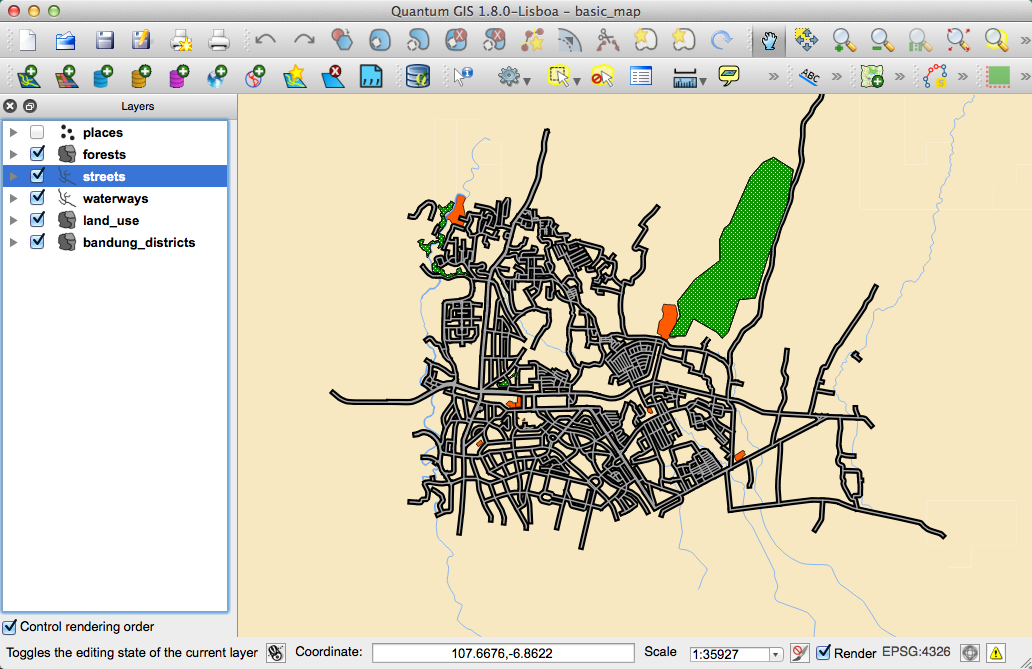 Quantum GIS 1.8.0-Lisboa - basic_map
ABC
Layers
places
forests
streets
waterways
land_use
bandung_districts
Control rendering order
Toggles the editing state of the current layer
Coordinate:
107.6676,-6.8622
Scale
1:35927
Render
EPSG:4326